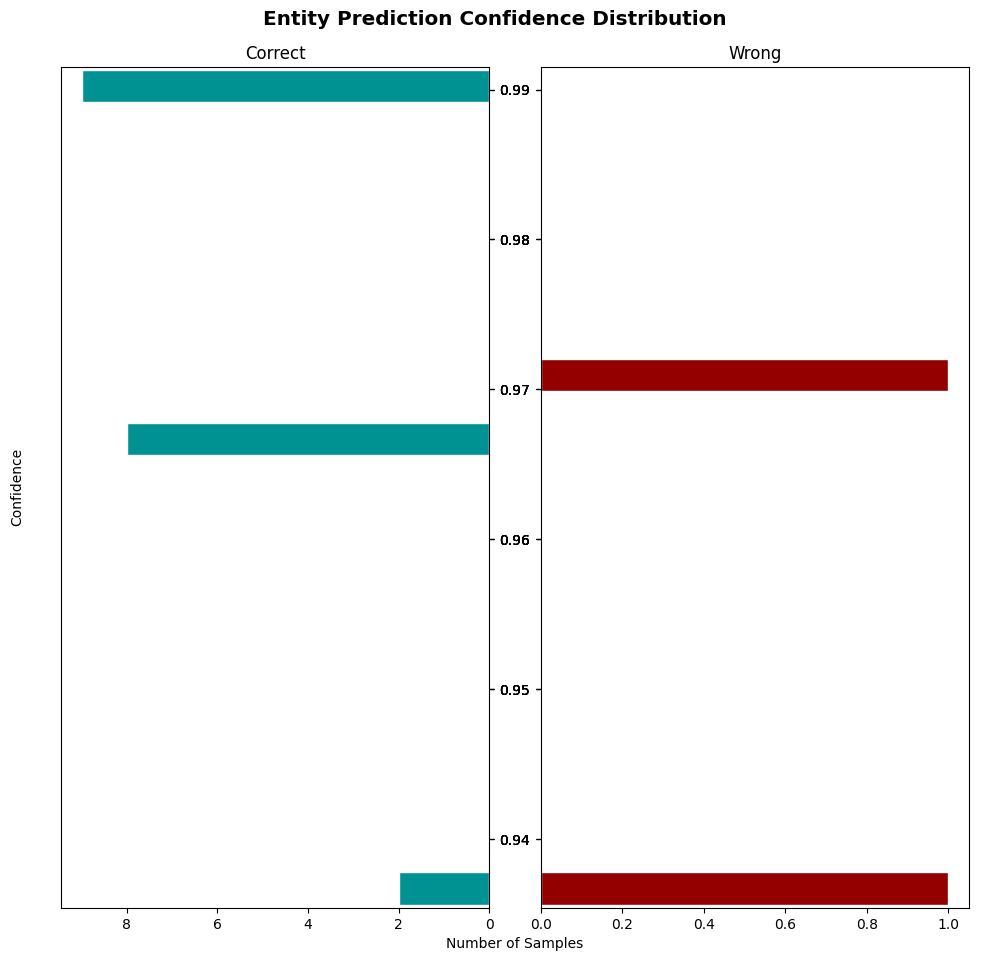 Entity Prediction Confidence Distribution
Correct
Wrong
0.99
0.98
0.97
0.96
0.95
0.94
Confidence
8 6 4 2 0
0.0 0.2 0.4 0.6 0.8 1.0
Number of Samples